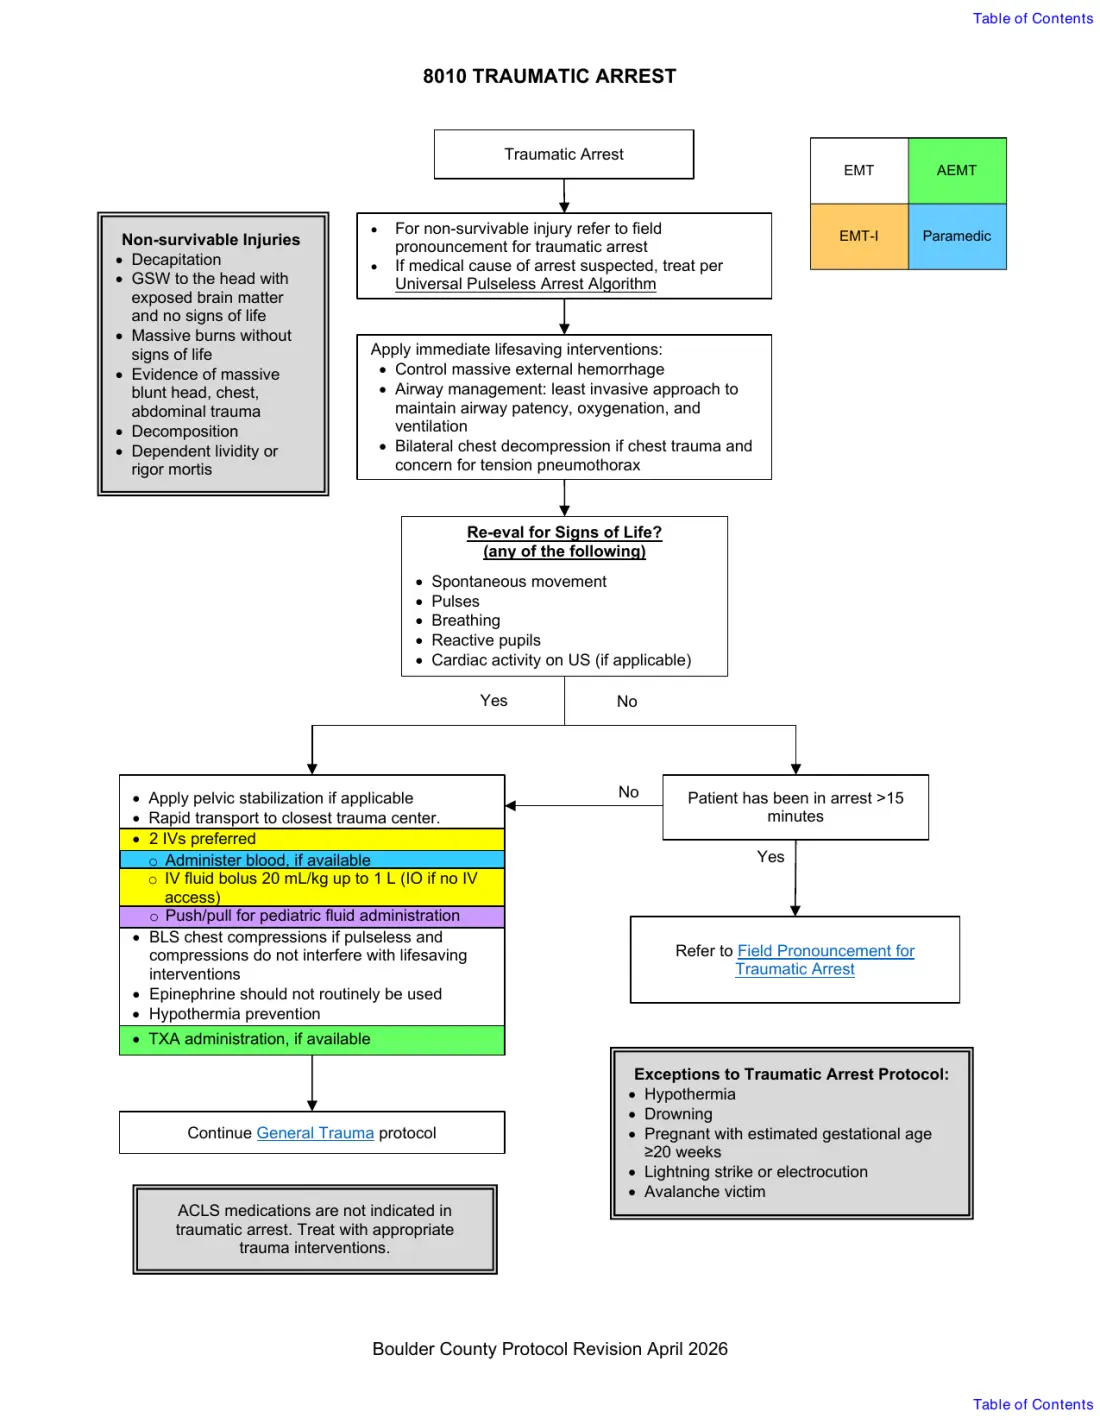 Table of Contents
8010 TRAUMATIC ARREST
Traumatic Arrest
EMT
AEMT
EMT-I
Paramedic
Non-survivable Injuries
• Decapitation
• GSW to the head with
exposed brain matter
and no signs of life
• Massive burns without
signs of life
• Evidence of massive
blunt head, chest,
abdominal trauma
• Decomposition
• Dependent lividity or
rigor mortis
• For non-survivable injury refer to field
pronouncement for traumatic arrest
• If medical cause of arrest suspected, treat per
Universal Pulseless Arrest Algorithm
Apply immediate lifesaving interventions:
• Control massive external hemorrhage
• Airway management: least invasive approach to
maintain airway patency, oxygenation, and
ventilation
• Bilateral chest decompression if chest trauma and
concern for tension pneumothorax
Re-eval for Signs of Life?
(any of the following)
• Spontaneous movement
• Pulses
• Breathing
• Reactive pupils
• Cardiac activity on US (if applicable)
Yes
No
• Apply pelvic stabilization if applicable
• Rapid transport to closest trauma center.
• 2 IVs preferred
o Administer blood, if available
o IV fluid bolus 20 mL/kg up to 1 L (IO if no IV
access)
o Push/pull for pediatric fluid administration
• BLS chest compressions if pulseless and
compressions do not interfere with lifesaving
interventions
• Epinephrine should not routinely be used
• Hypothermia prevention
• TXA administration, if available
No
Patient has been in arrest >15
minutes
Yes
Refer to Field Pronouncement for
Traumatic Arrest
Continue General Trauma protocol
Exceptions to Traumatic Arrest Protocol:
• Hypothermia
• Drowning
• Pregnant with estimated gestational age
≥20 weeks
• Lightning strike or electrocution
• Avalanche victim
ACLS medications are not indicated in
traumatic arrest. Treat with appropriate
trauma interventions.
Boulder County Protocol Revision April 2026
Table of Contents